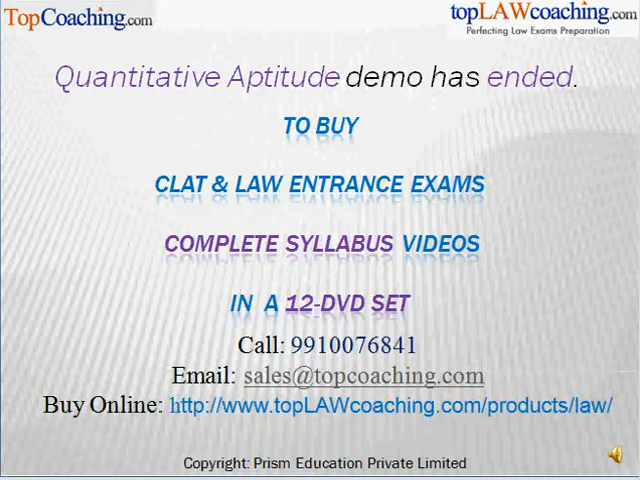 TopCoaching.com
topLAWcoaching.com
Perfecting Law Exams Preparation
Quantitative Aptitude demo has ended.
TO BUY
CLAT & LAW ENTRANCE EXAMS
COMPLETE SYLLABUS VIDEOS
IN A 12-DVD SET
Call: 9910076841
Email: sales@topcoaching.com
Buy Online: http://www.topLAWcoaching.com/products/law/
Copyright: Prism Education Private Limited